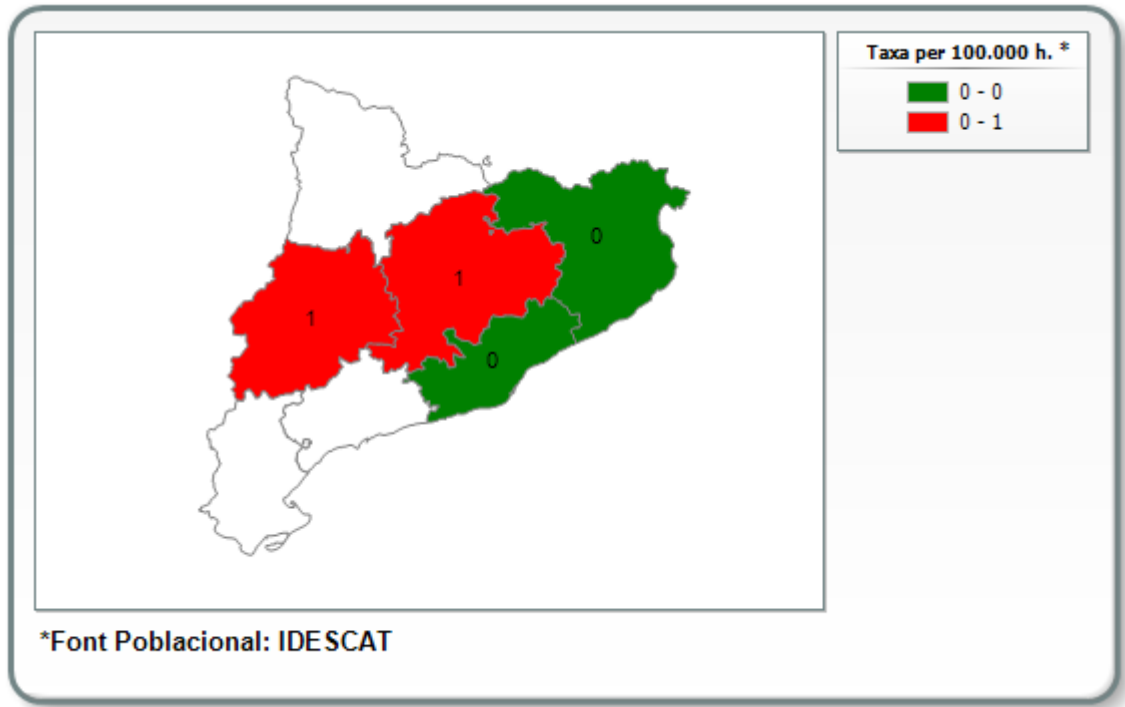 Taxa per 100.000 h. *
0 - 0
0 - 1
0
1
1
0
*Font Poblacional: IDESCAT